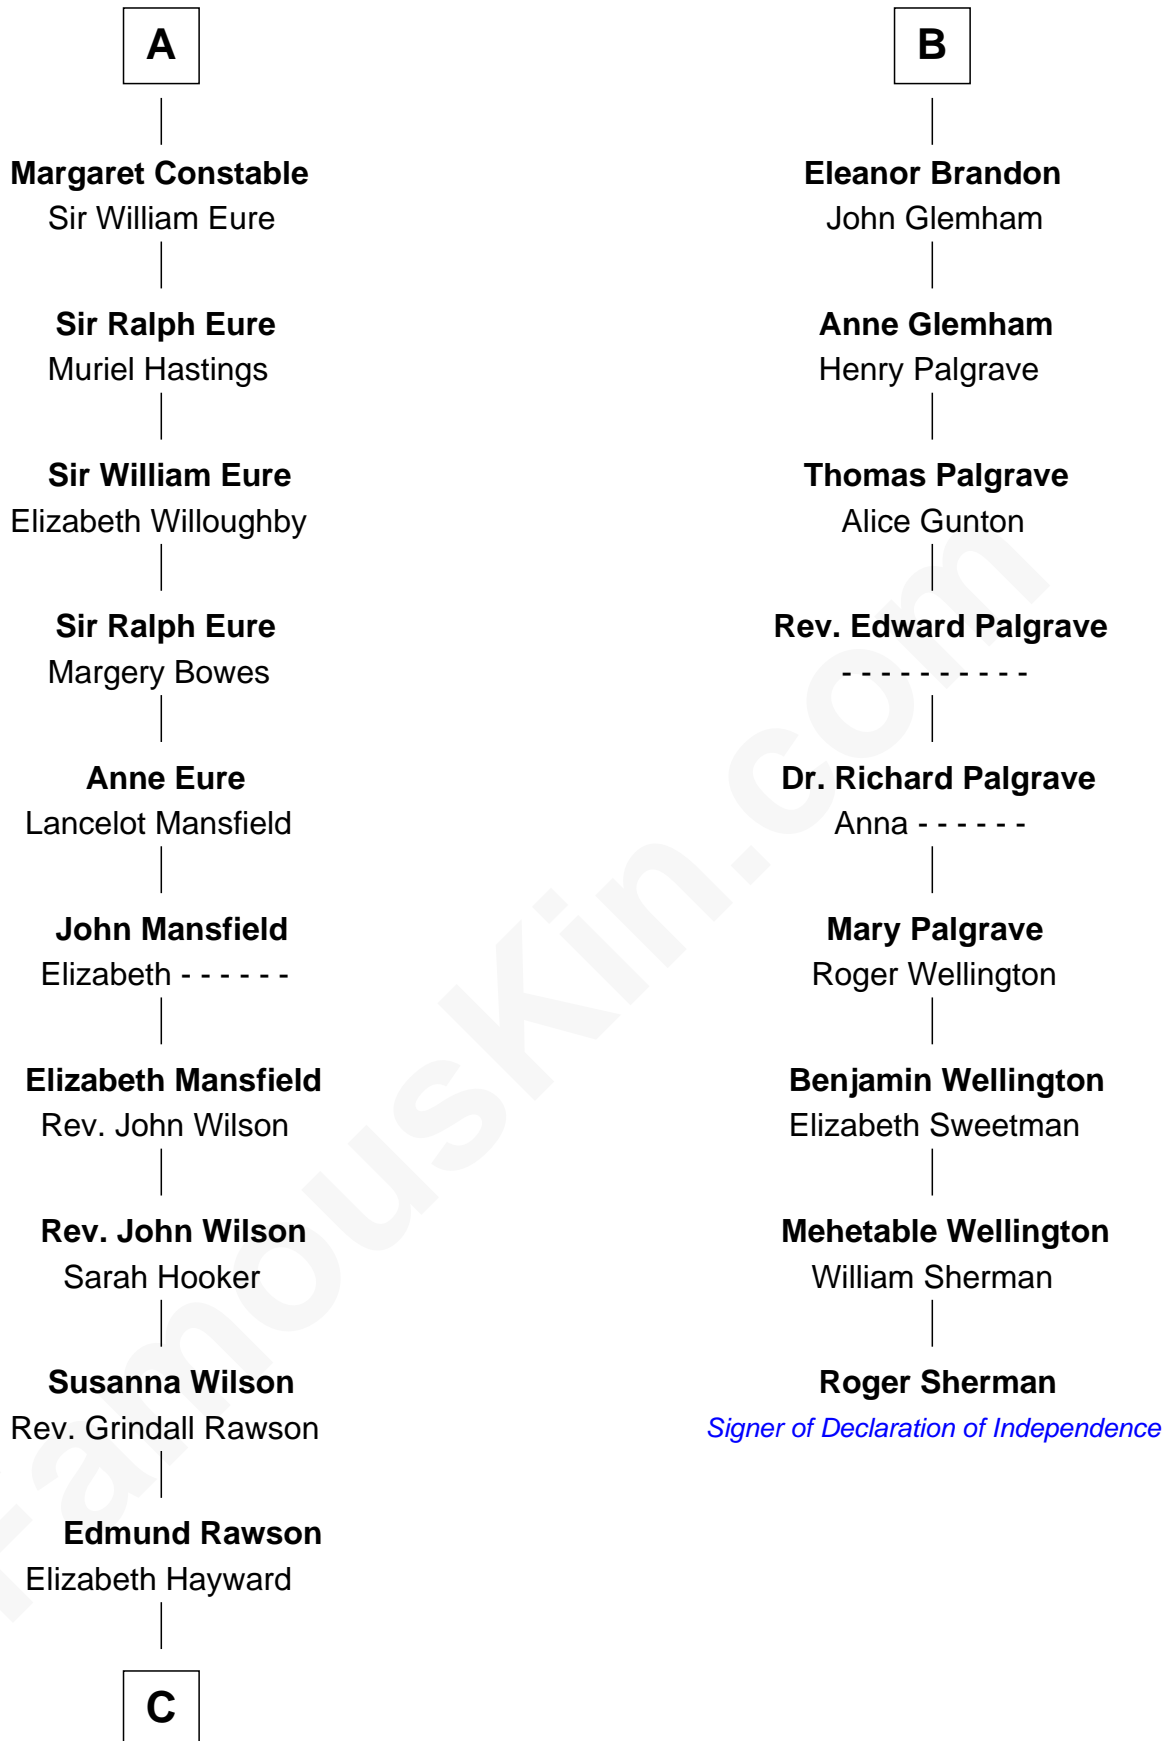 A
Margaret Constable
Sir William Eure
Sir Ralph Eure
Muriel Hastings
Sir William Eure
Elizabeth Willoughby
Sir Ralph Eure
Margery Bowes
Anne Eure
Lancelot Mansfield
John Mansfield
Elizabeth - - - - - -
Elizabeth Mansfield
Rev. John Wilson
Rev. John Wilson
Sarah Hooker
Susanna Wilson
Rev. Grindall Rawson
Edmund Rawson
Elizabeth Hayward
C
B
Eleanor Brandon
John Glemham
Anne Glemham
Henry Palgrave
Thomas Palgrave
Alice Gunton
Rev. Edward Palgrave
- - - - - - - - - -
Dr. Richard Palgrave
Anna - - - - - -
Mary Palgrave
Roger Wellington
Benjamin Wellington
Elizabeth Sweetman
Mehetable Wellington
William Sherman
Roger Sherman
Signer of Declaration of Independence
FamousKin.com